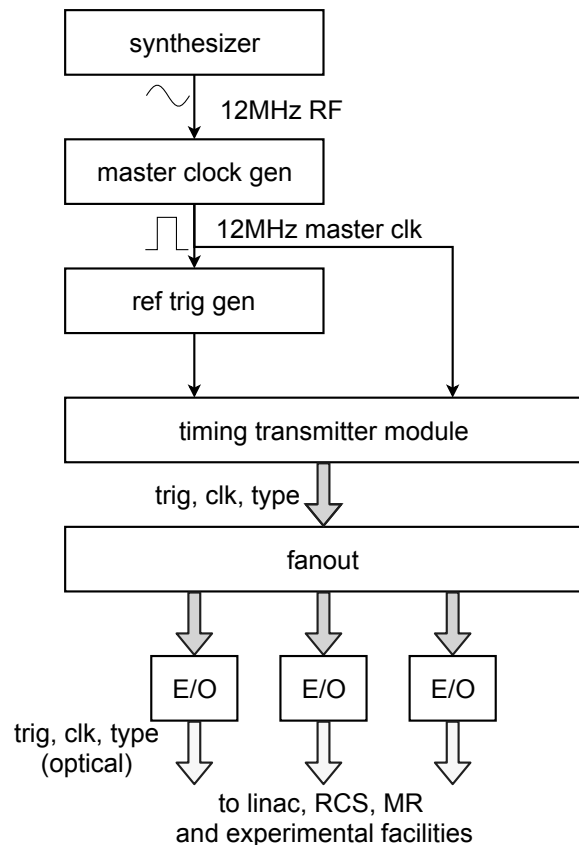 synthesizer
12MHz RF
master clock gen
12MHz master clk
ref trig gen
timing transmitter module
trig, clk, type
fanout
E/O
E/O
E/O
trig, clk, type
(optical)
to linac, RCS, MR
and experimental facilities